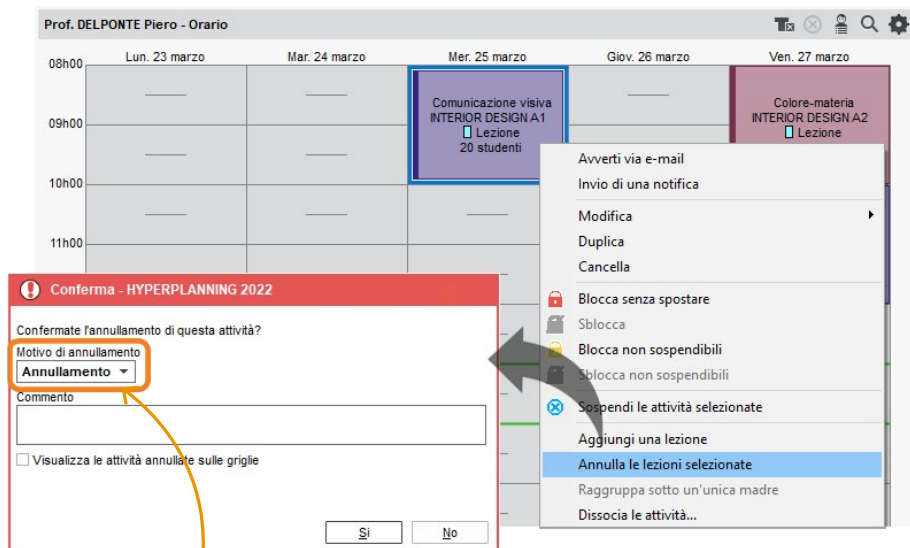 Prof. DELPONTE Piero - Orario
Lun. 23 marzo
Mar. 24 marzo
Mer. 25 marzo
Giov. 26 marzo
Ven. 27 marzo
08h00
09h00
10h00
11h00
Comunicazione visiva
INTERIOR DESIGN A1
Lezione
20 studenti
Colore-materia
INTERIOR DESIGN A2
Lezione
Avverti via e-mail
Invio di una notifica
Modifica
Duplica
Cancella
Blocca senza spostare
Sblocca
Blocca non sospendibili
Sblocca non sospendibili
Sospendi le attività selezionate
Aggiungi una lezione
Annulla le lezioni selezionate
Raggruppa sotto un'unica madre
Dissocia le attività...
Conferma - HYPERPLANNING 2022
Confermate l'annullamento di questa attività?
Motivo di annullamento
Annullamento
Commento
Visualizza le attività annullate sulle griglie
Si
No